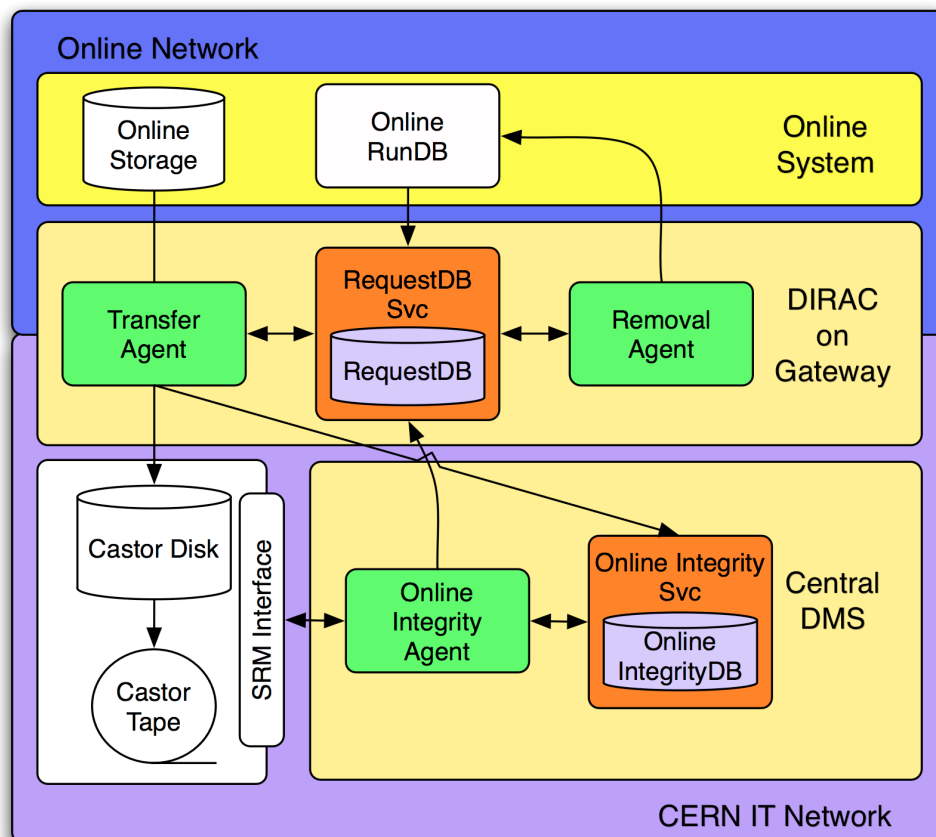 Online Network
Online
Storage
Online
RunDB
Online
System
Transfer
Agent
RequestDB
Svc
RequestDB
Removal
Agent
DIRAC
on
Gateway
Castor Disk
Castor
Tape
SRM Interface
Online
Integrity
Agent
Online Integrity
Svc
Online
IntegrityDB
Central
DMS
CERN IT Network